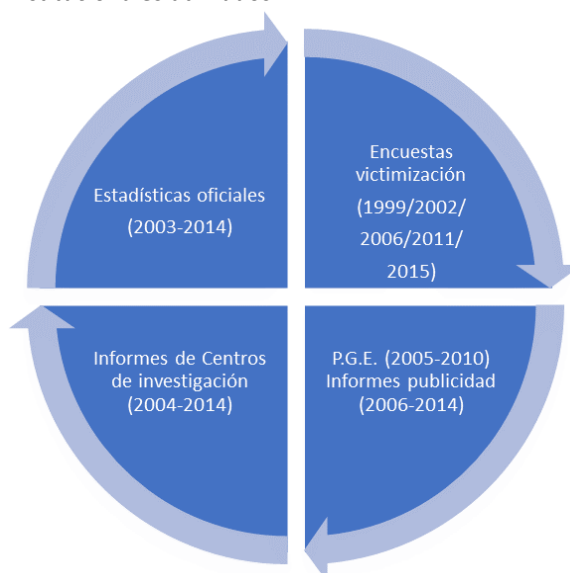 Estadísticas oficiales
(2003-2014)
Encuestas
victimización
(1999/2002/
2006/2011/
2015)
Informes de Centros
de investigación
(2004-2014)
P.G.E. (2005-2010)
Informes publicidad
(2006-2014)